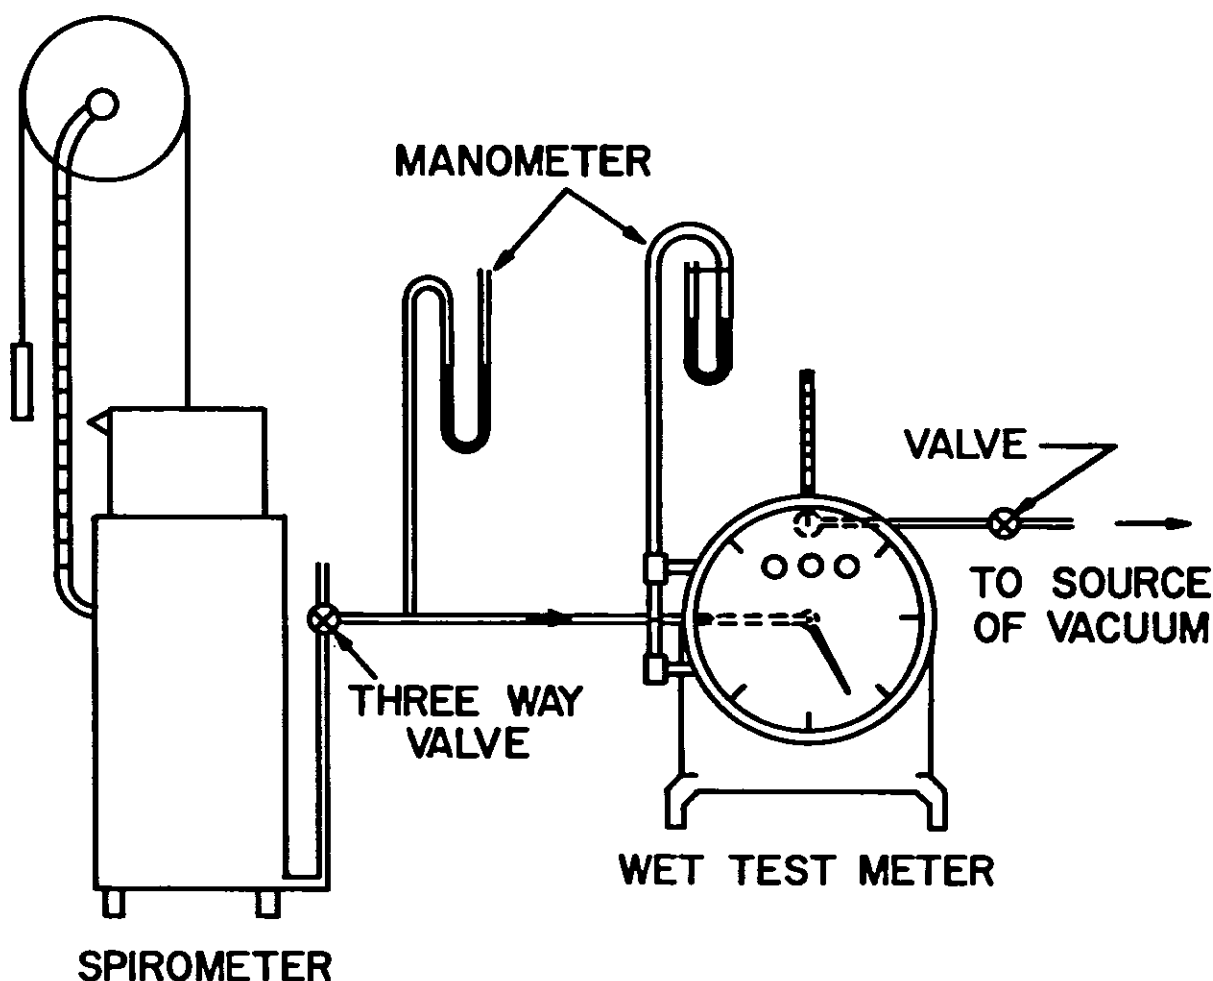 MANOMETER
VALVE
TO SOURCE
OF VACUUM
THREE WAY
VALVE
WET TEST METER
SPIROMETER